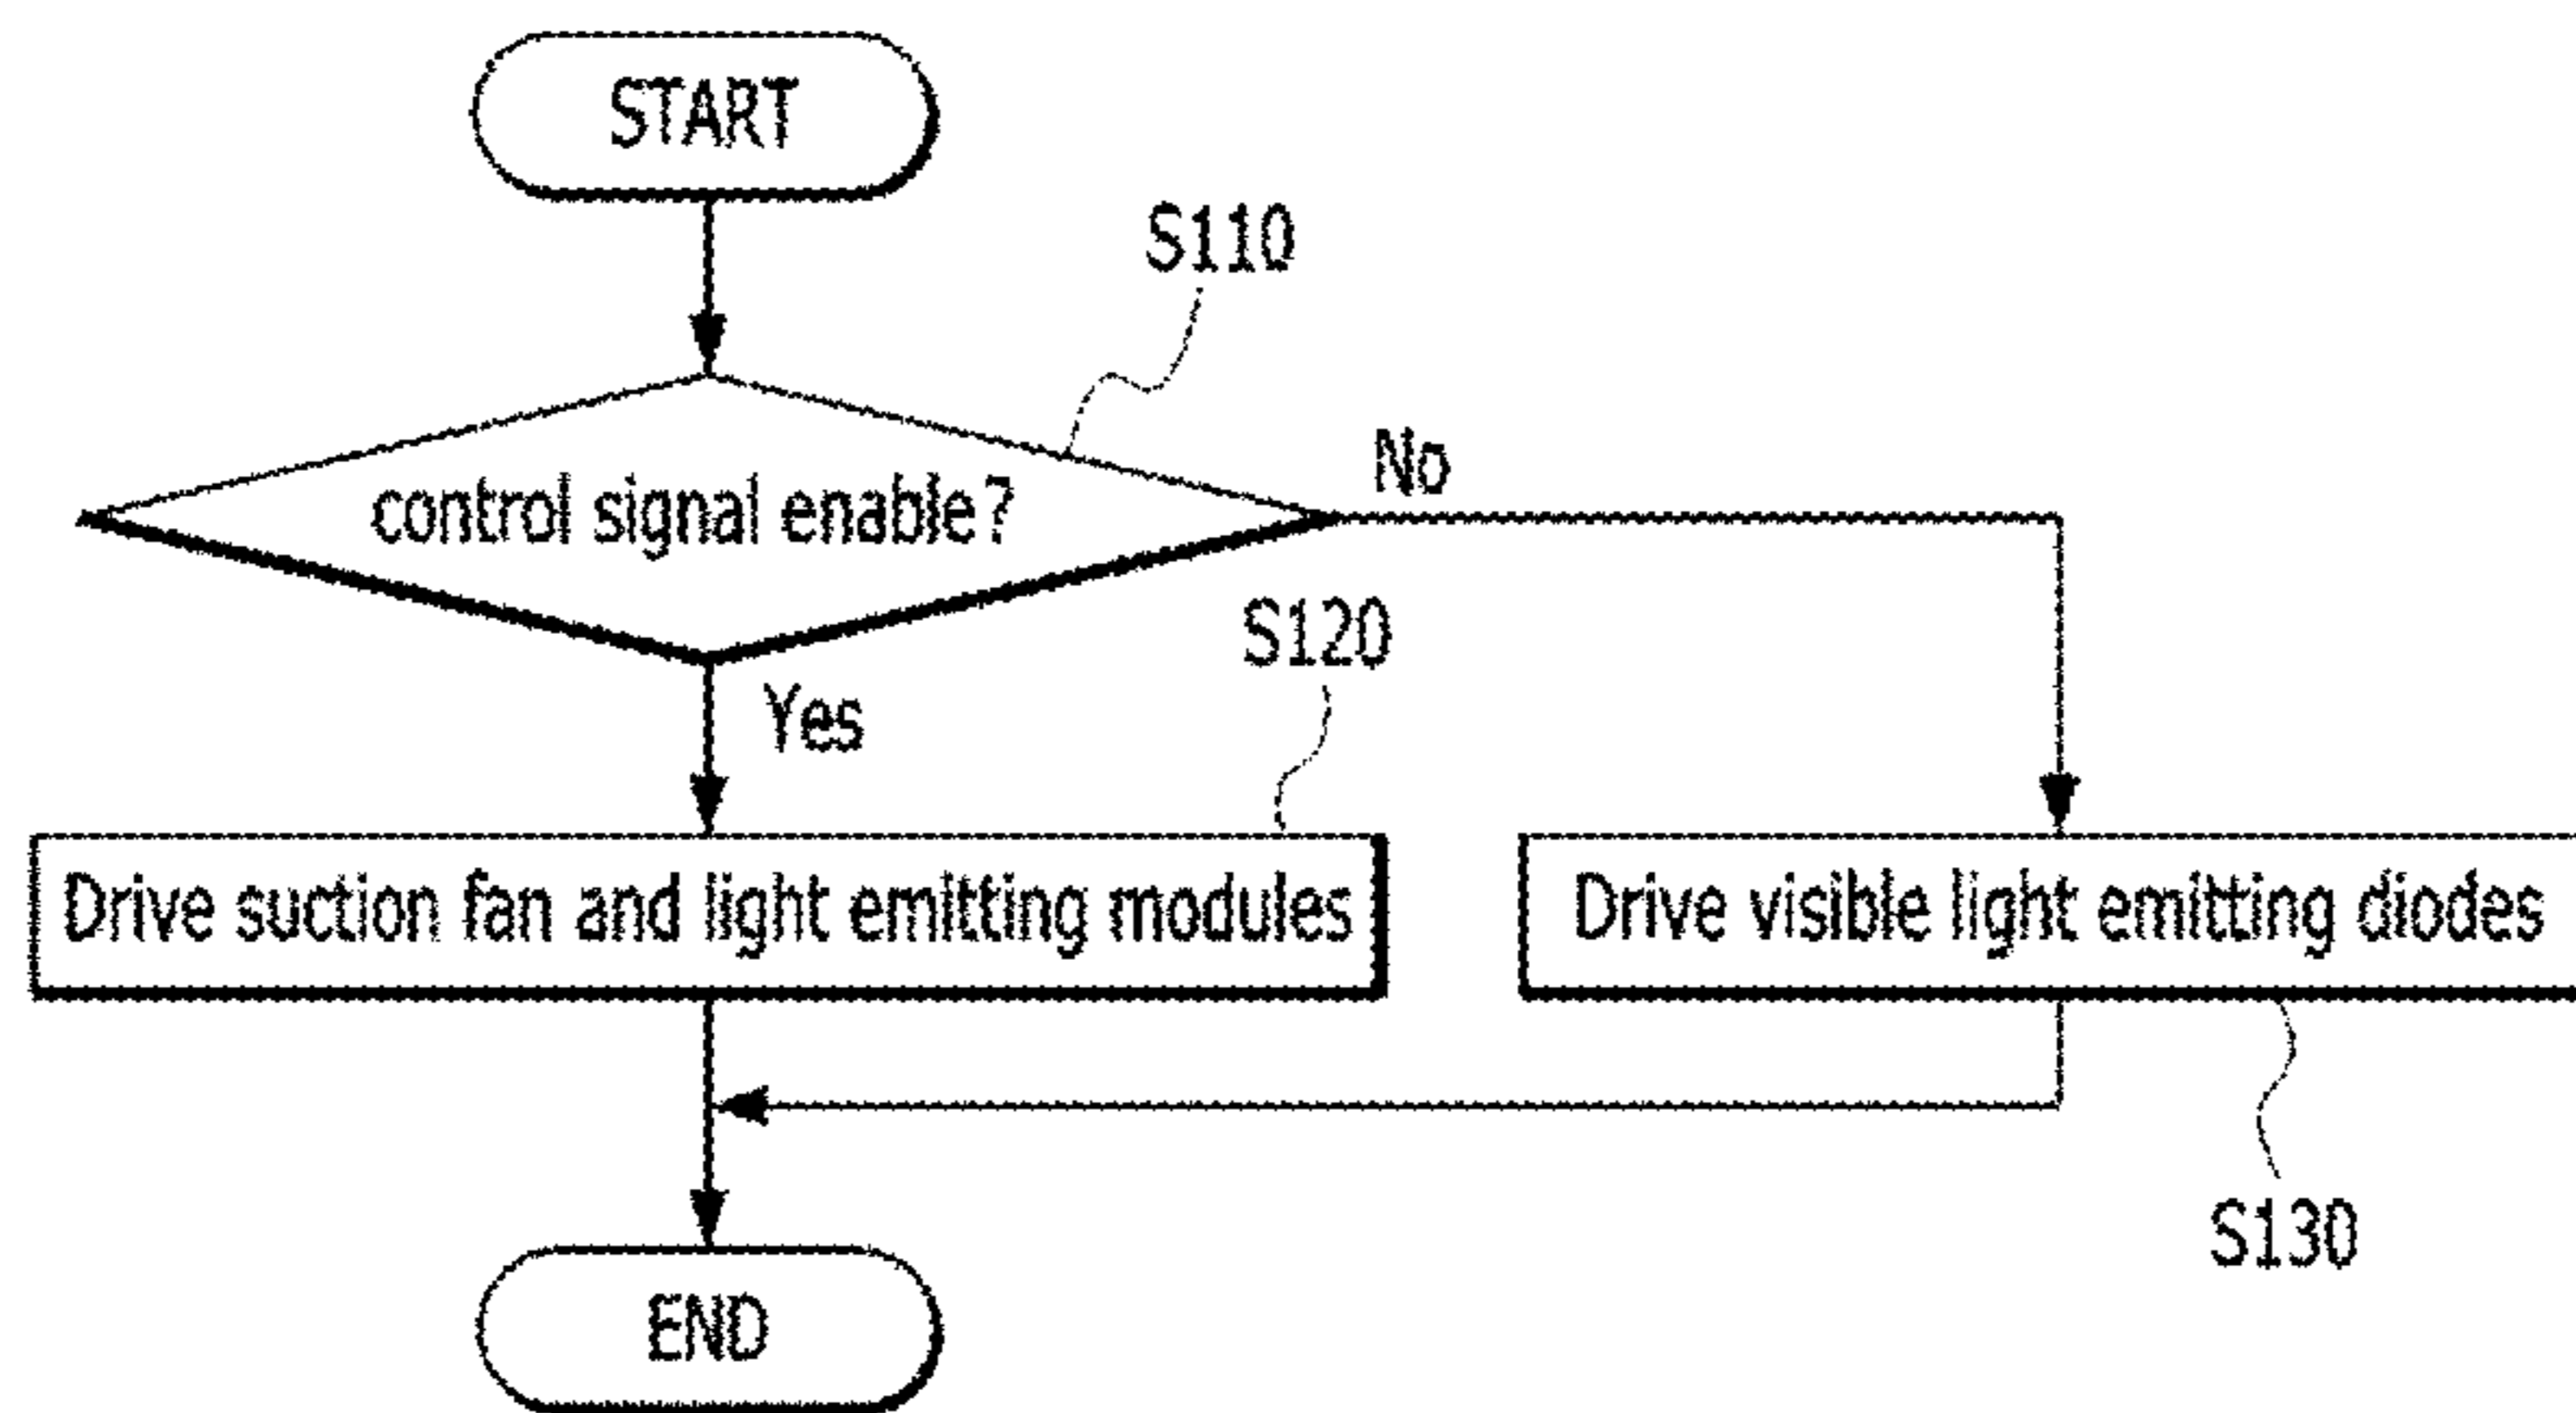 START
S110
control signal enable?
No
S120
Yes
Drive suction fan and light emitting modules
Drive visible light emitting diodes
S130
END